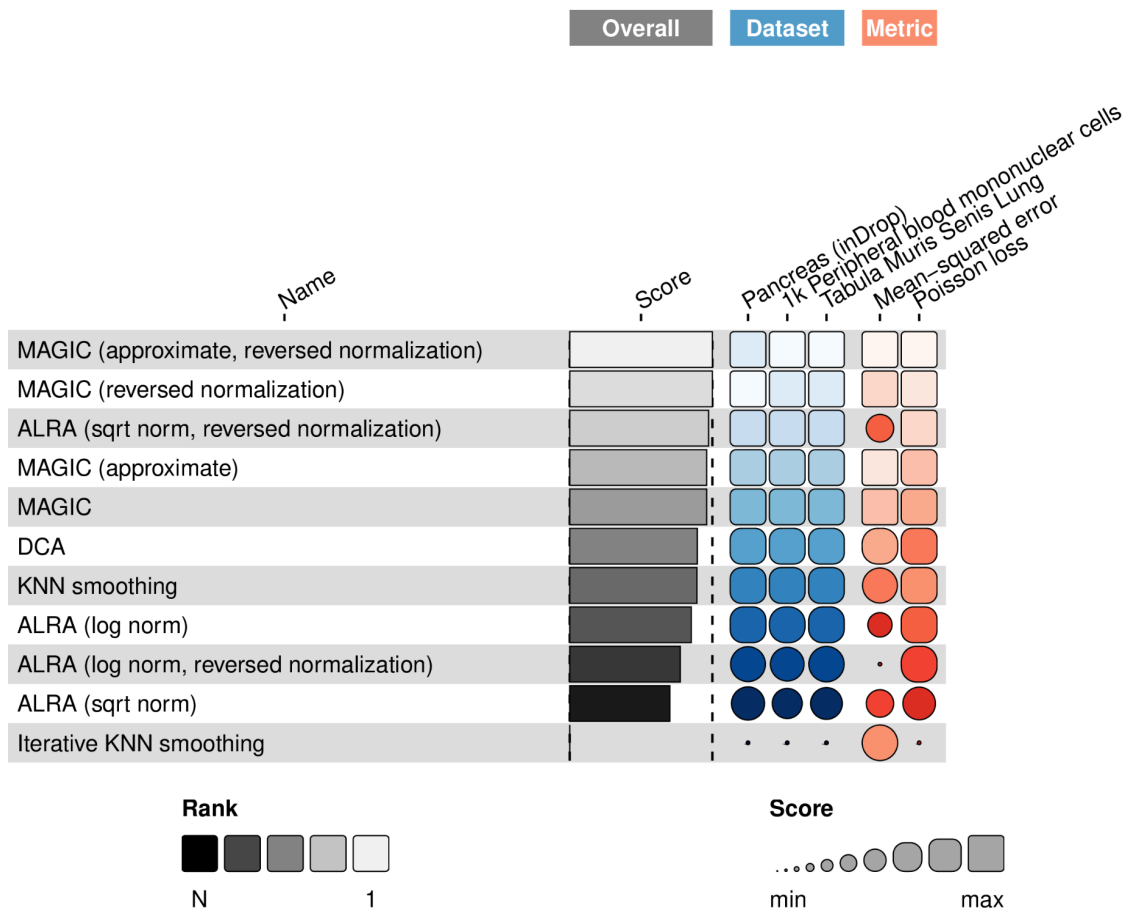 Overall Dataset Metric
Name
Score
Pancreas (inDrop)
1k Peripheral blood mononuclear cells
Tabula Muris Senis Lung
Mean−squared error
Poisson loss
MAGIC (approximate, reversed normalization)
MAGIC (reversed normalization)
ALRA (sqrt norm, reversed normalization)
MAGIC (approximate)
MAGIC
DCA
KNN smoothing
ALRA (log norm)
ALRA (log norm, reversed normalization)
ALRA (sqrt norm)
Iterative KNN smoothing
Rank
N 1
Score
min max